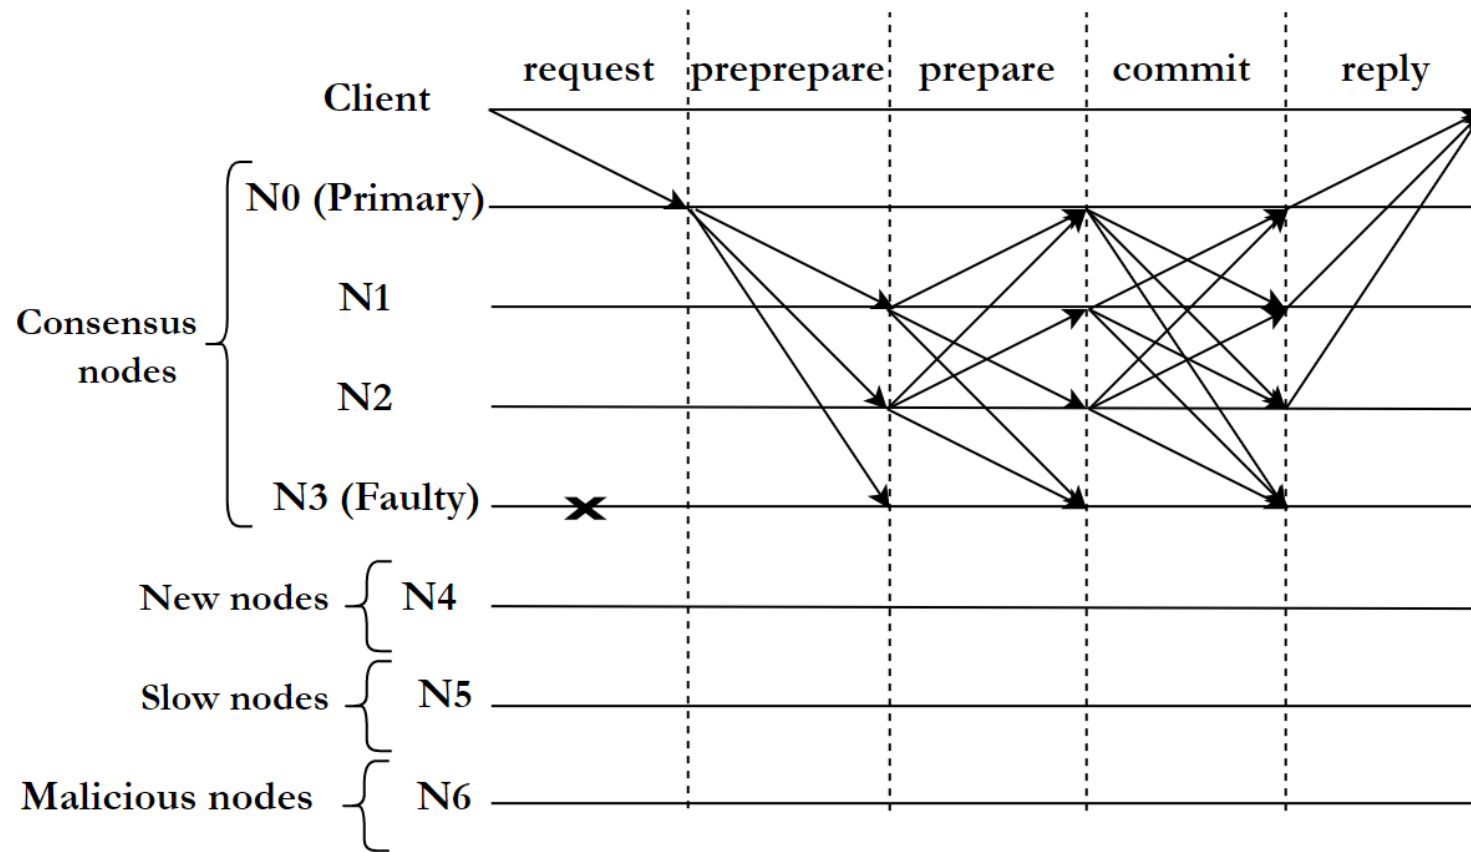 request preprepare prepare commit reply
Client
N0 (Primary)
N1
Consensus
nodes
N2
N3 (Faulty)
New nodes N4
Slow nodes N5
Malicious nodes N6